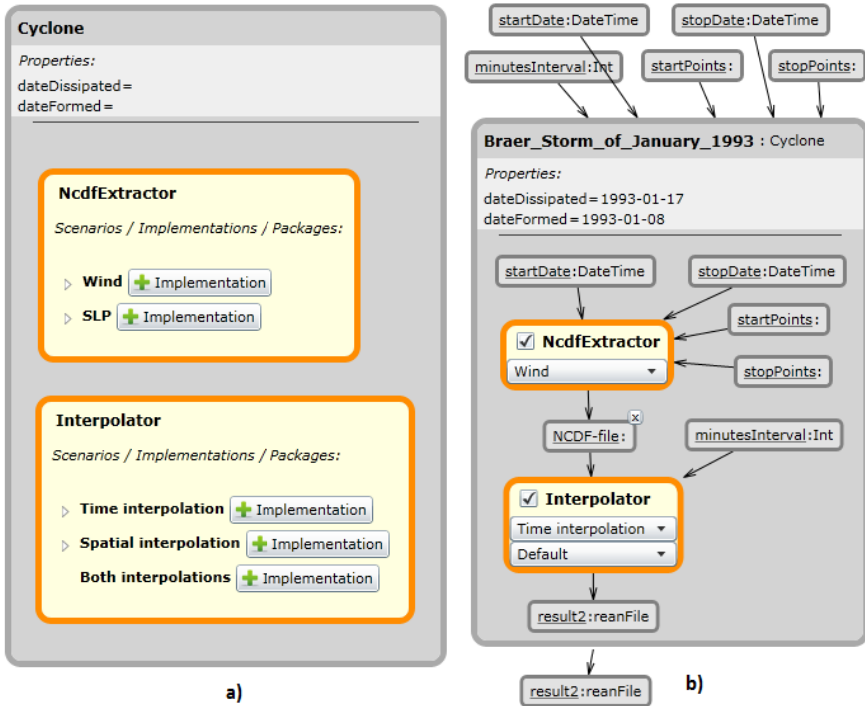 Cyclone
Properties:
dateDissipated=
dateFormed=
NcdfExtractor
Scenarios / Implementations / Packages:
Wind Implementation
SLP Implementation
Interpolator
Scenarios / Implementations / Packages:
Time interpolation Implementation
Spatial interpolation Implementation
Both interpolations Implementation
a)
startDate:DateTime
stopDate:DateTime
minutesInterval:Int
startPoints:
stopPoints:
Braer_Storm_of_January_1993 : Cyclone
Properties:
dateDissipated=1993-01-17
dateFormed=1993-01-08
startDate:DateTime
stopDate:DateTime
startPoints:
NcdfExtractor
Wind
stopPoints:
x
NCDF-file:
minutesInterval:Int
Interpolator
Time interpolation
Default
result2:reanFile
result2:reanFile
b)